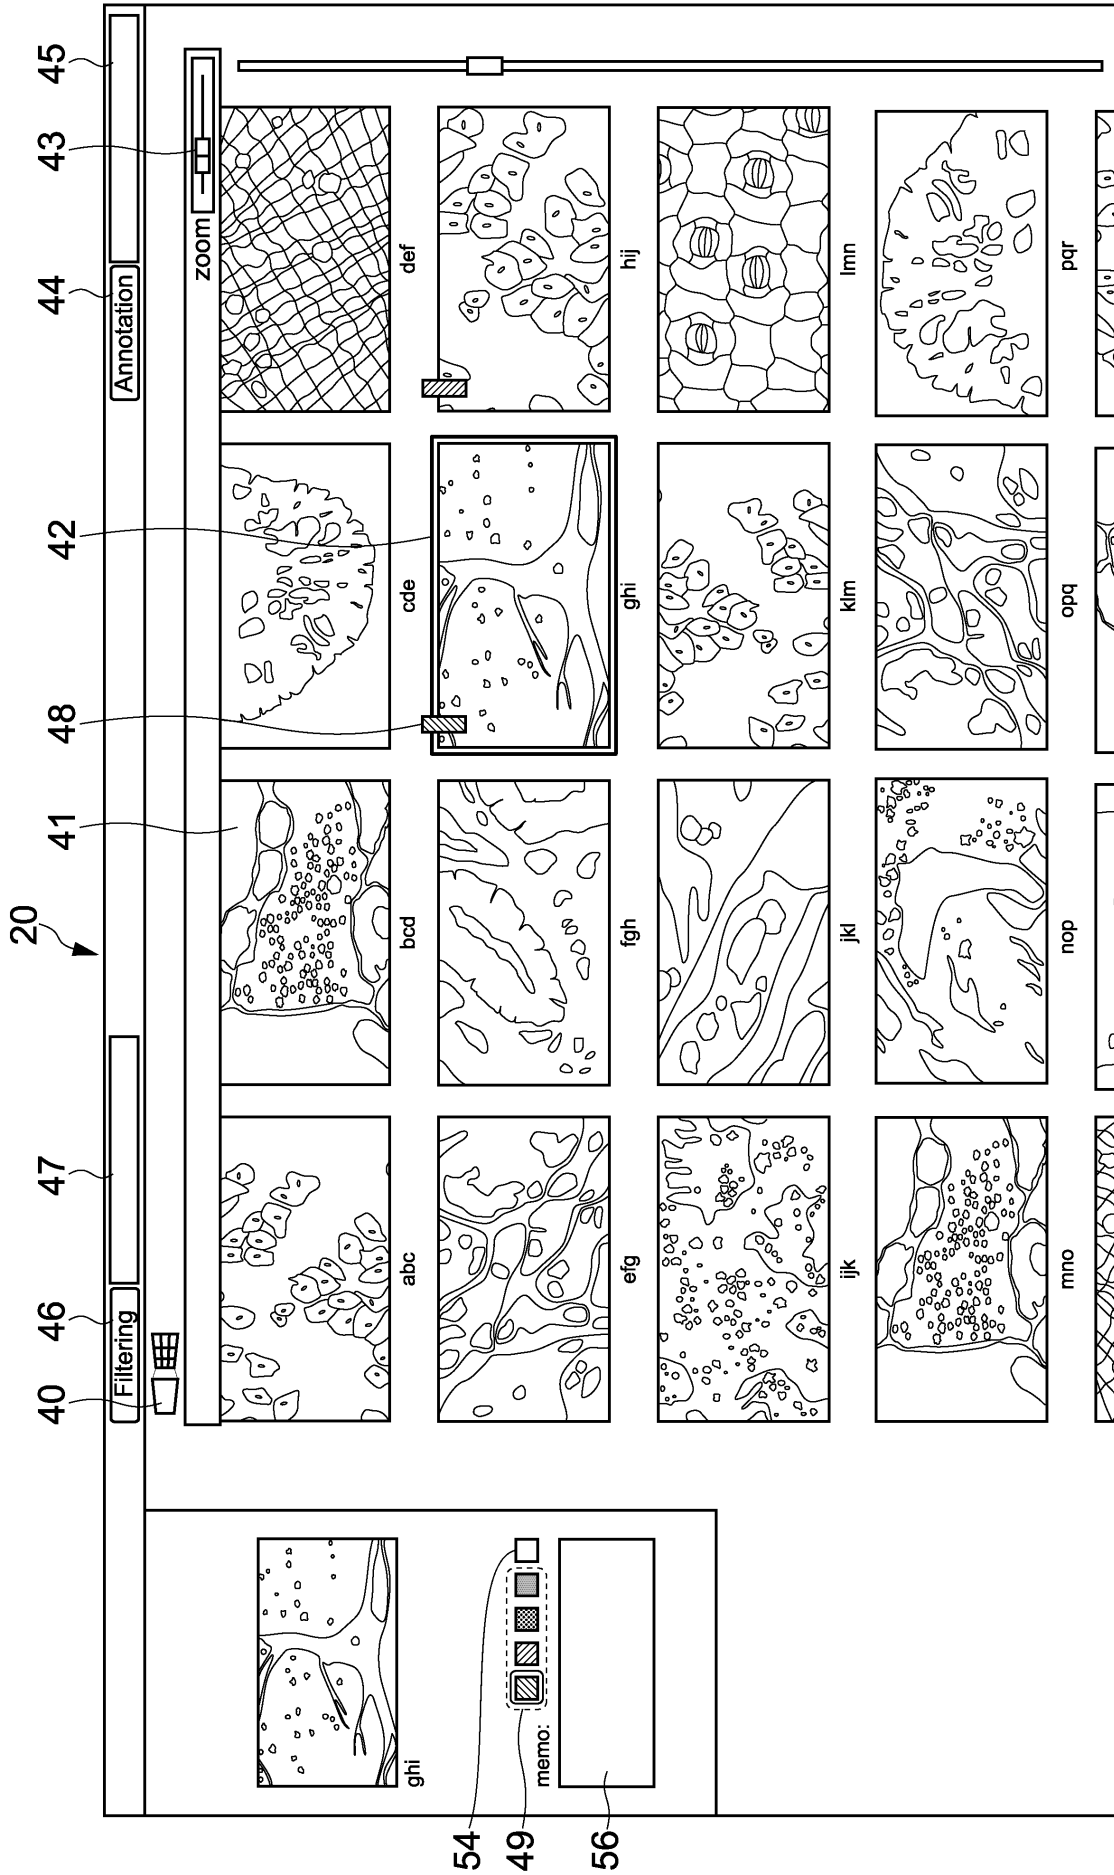 20
40
46
47
41
48
42
44
43
45
Filtering
Annotation
zoom
abc
bcd
cde
def
efg
fgh
ghi
hij
ijk
jkl
klm
lmn
mno
nop
opq
pqr
ghi
54
49
memo:
56